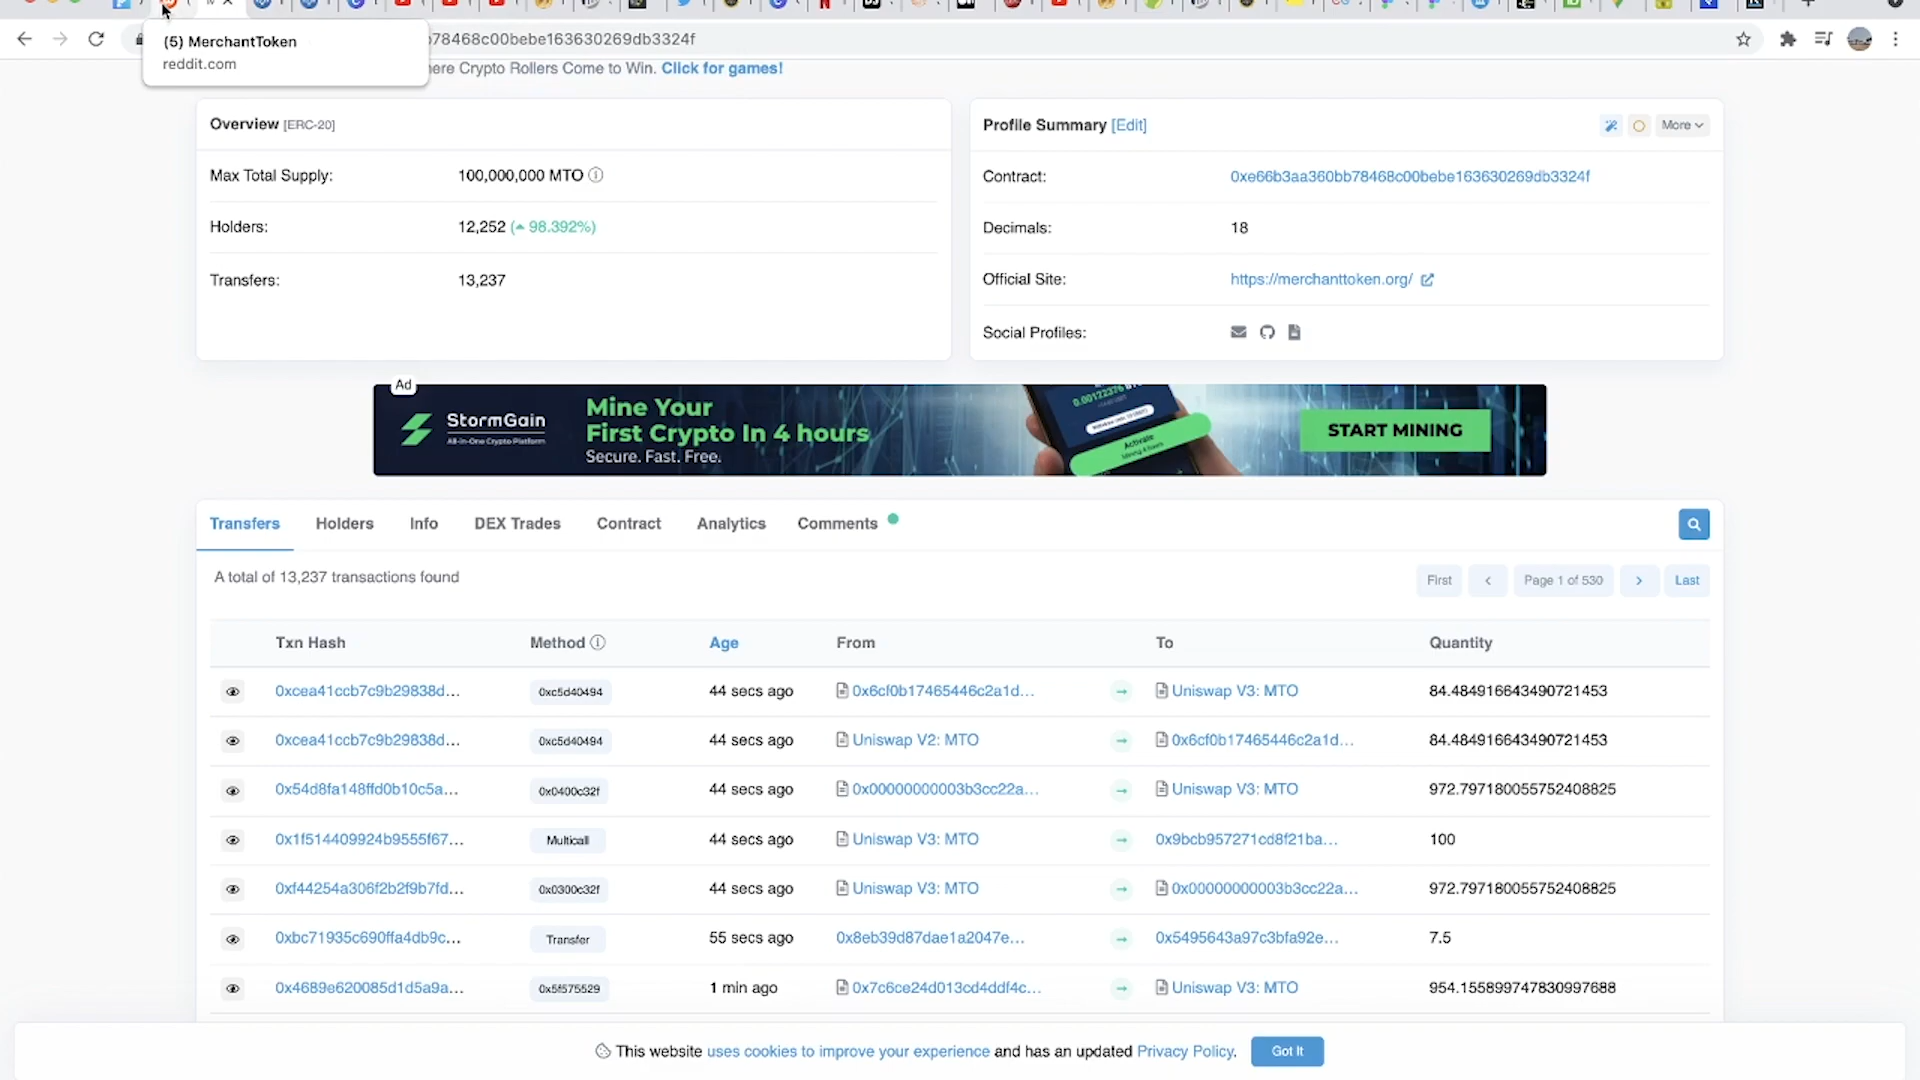 (5) MerchantToken
reddit.com
b78468c00bebe163630269db3324f
here Crypto Rollers Come to Win. Click for games!
Overview [ERC-20]
Max Total Supply: 100,000,000 MTO
Holders: 12,252 (98.392%)
Transfers: 13,237
Profile Summary [Edit]
More
Contract: 0xe66b3aa360bb78468c00bebe163630269db3324f
Decimals: 18
Official Site: https://merchanttoken.org/
Social Profiles:
Ad
StormGain
All-In-One Crypto Platform
Mine Your
First Crypto In 4 hours
Secure. Fast. Free.
Activate
START MINING
Transfers Holders Info DEX Trades Contract Analytics Comments
A total of 13,237 transactions found
First Page 1 of 530 Last
Txn Hash Method Age From To Quantity
0xcea41ccb7c9b29838d... 0xc5d40494 44 secs ago 0x6cf0b17465446c2a1d... Uniswap V3: MTO 84.484916643490721453
0xcea41ccb7c9b29838d... 0xc5d40494 44 secs ago Uniswap V2: MTO 0x6cf0b17465446c2a1d... 84.484916643490721453
0x54d8fa148ffd0b10c5a... 0x0400c32f 44 secs ago 0x00000000003b3cc22a... Uniswap V3: MTO 972.797180055752408825
0x1f514409924b9555f67... Multicall 44 secs ago Uniswap V3: MTO 0x9bcb957271cd8f21ba... 100
0xf44254a306f2b2f9b7fd... 0x0300c32f 44 secs ago Uniswap V3: MTO 0x00000000003b3cc22a... 972.797180055752408825
0xbc71935c690ffa4db9c... Transfer 55 secs ago 0x8eb39d87dae1a2047e... 0x5495643a97c3bfa92e... 7.5
0x4689e620085d1d5a9a... 0x5f575529 1 min ago 0x7c6ce24d013cd4ddf4c... Uniswap V3: MTO 954.155899747830997688
This website uses cookies to improve your experience and has an updated Privacy Policy. Got It